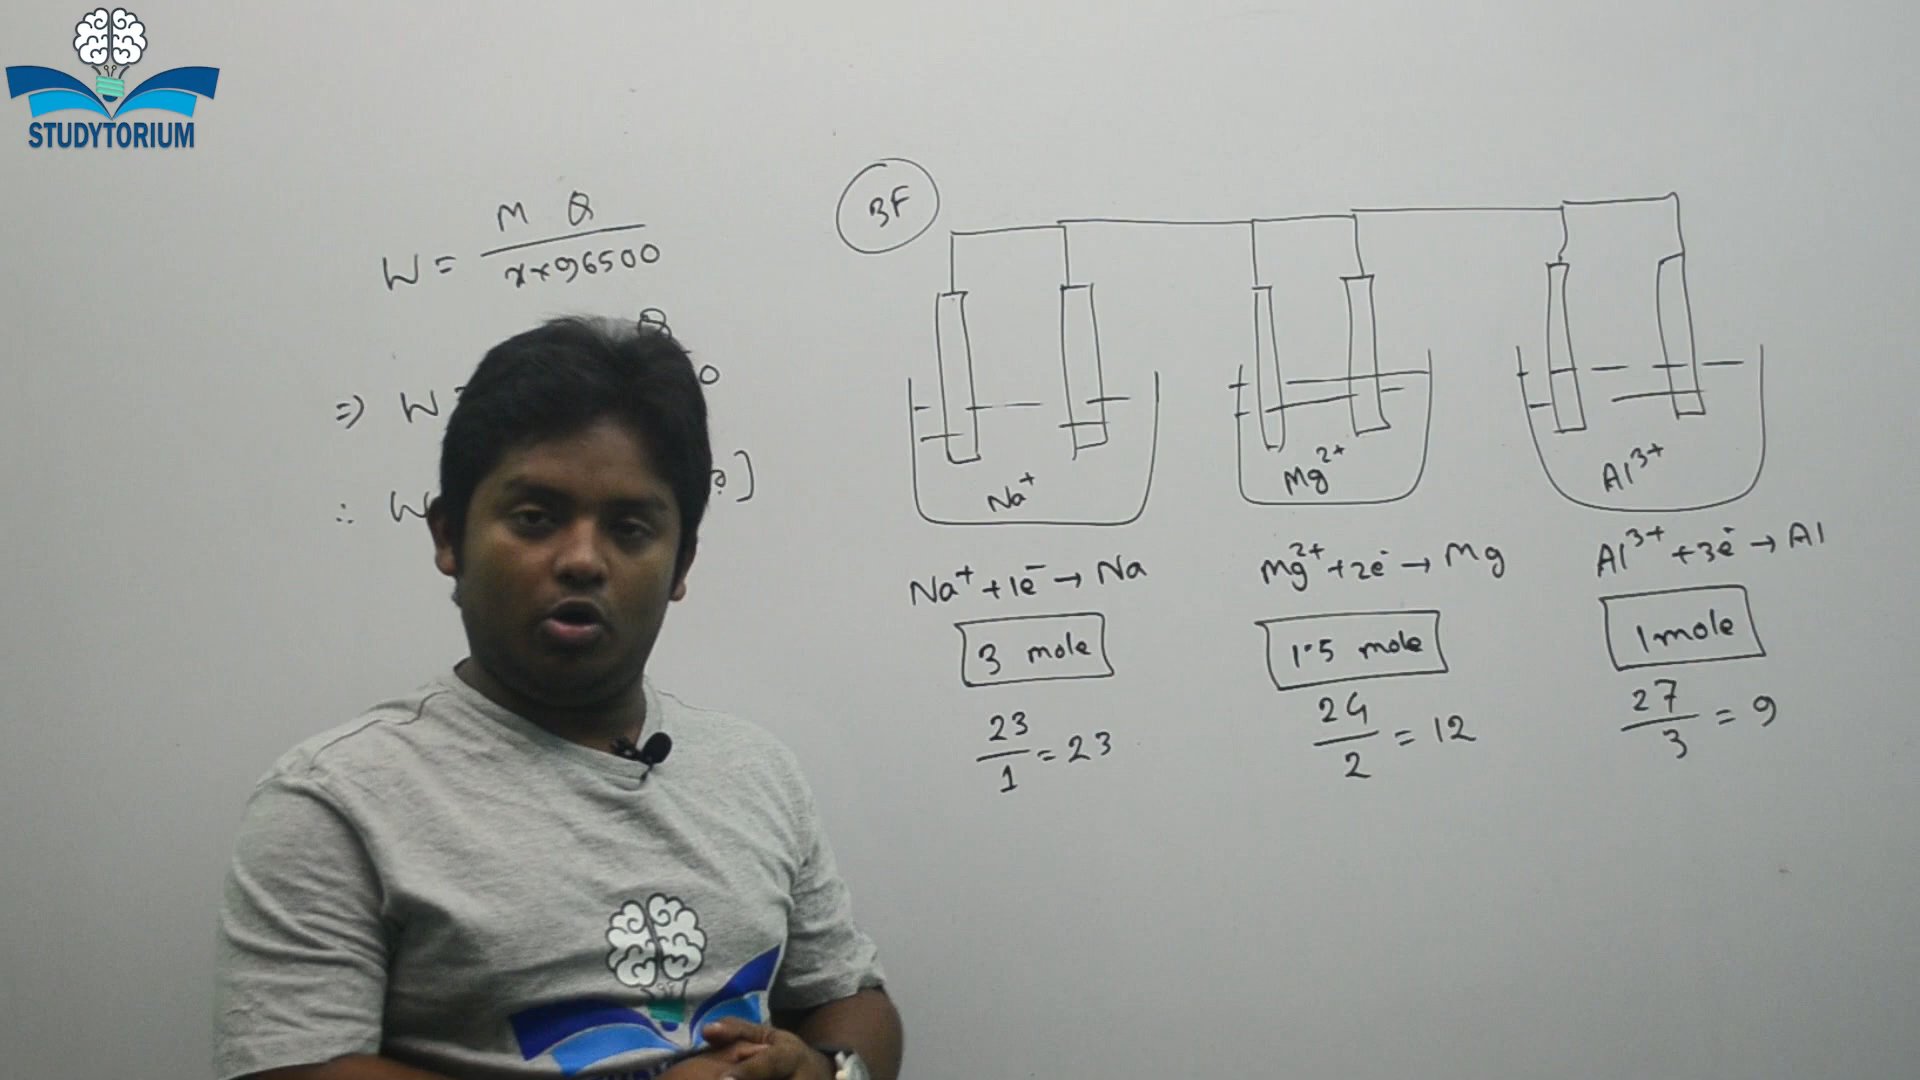 STUDYTORIUM
W = M Q / x×96500
Q
⇒ W = 0
∴ W ]
3F
Na⁺
Mg²⁺
Al³⁺
Na⁺ + 1e⁻ → Na
Mg²⁺ + 2e⁻ → Mg
Al³⁺ + 3e⁻ → Al
3 mole
1.5 mole
1 mole
23/1 = 23
24/2 = 12
27/3 = 9